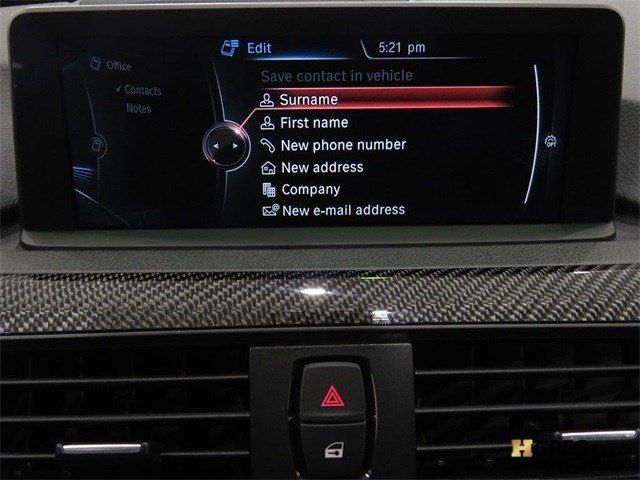 Edit
5:21 pm
Office
Contacts
Notes
Save contact in vehicle
Surname
First name
New phone number
New address
Company
New e-mail address
OPT